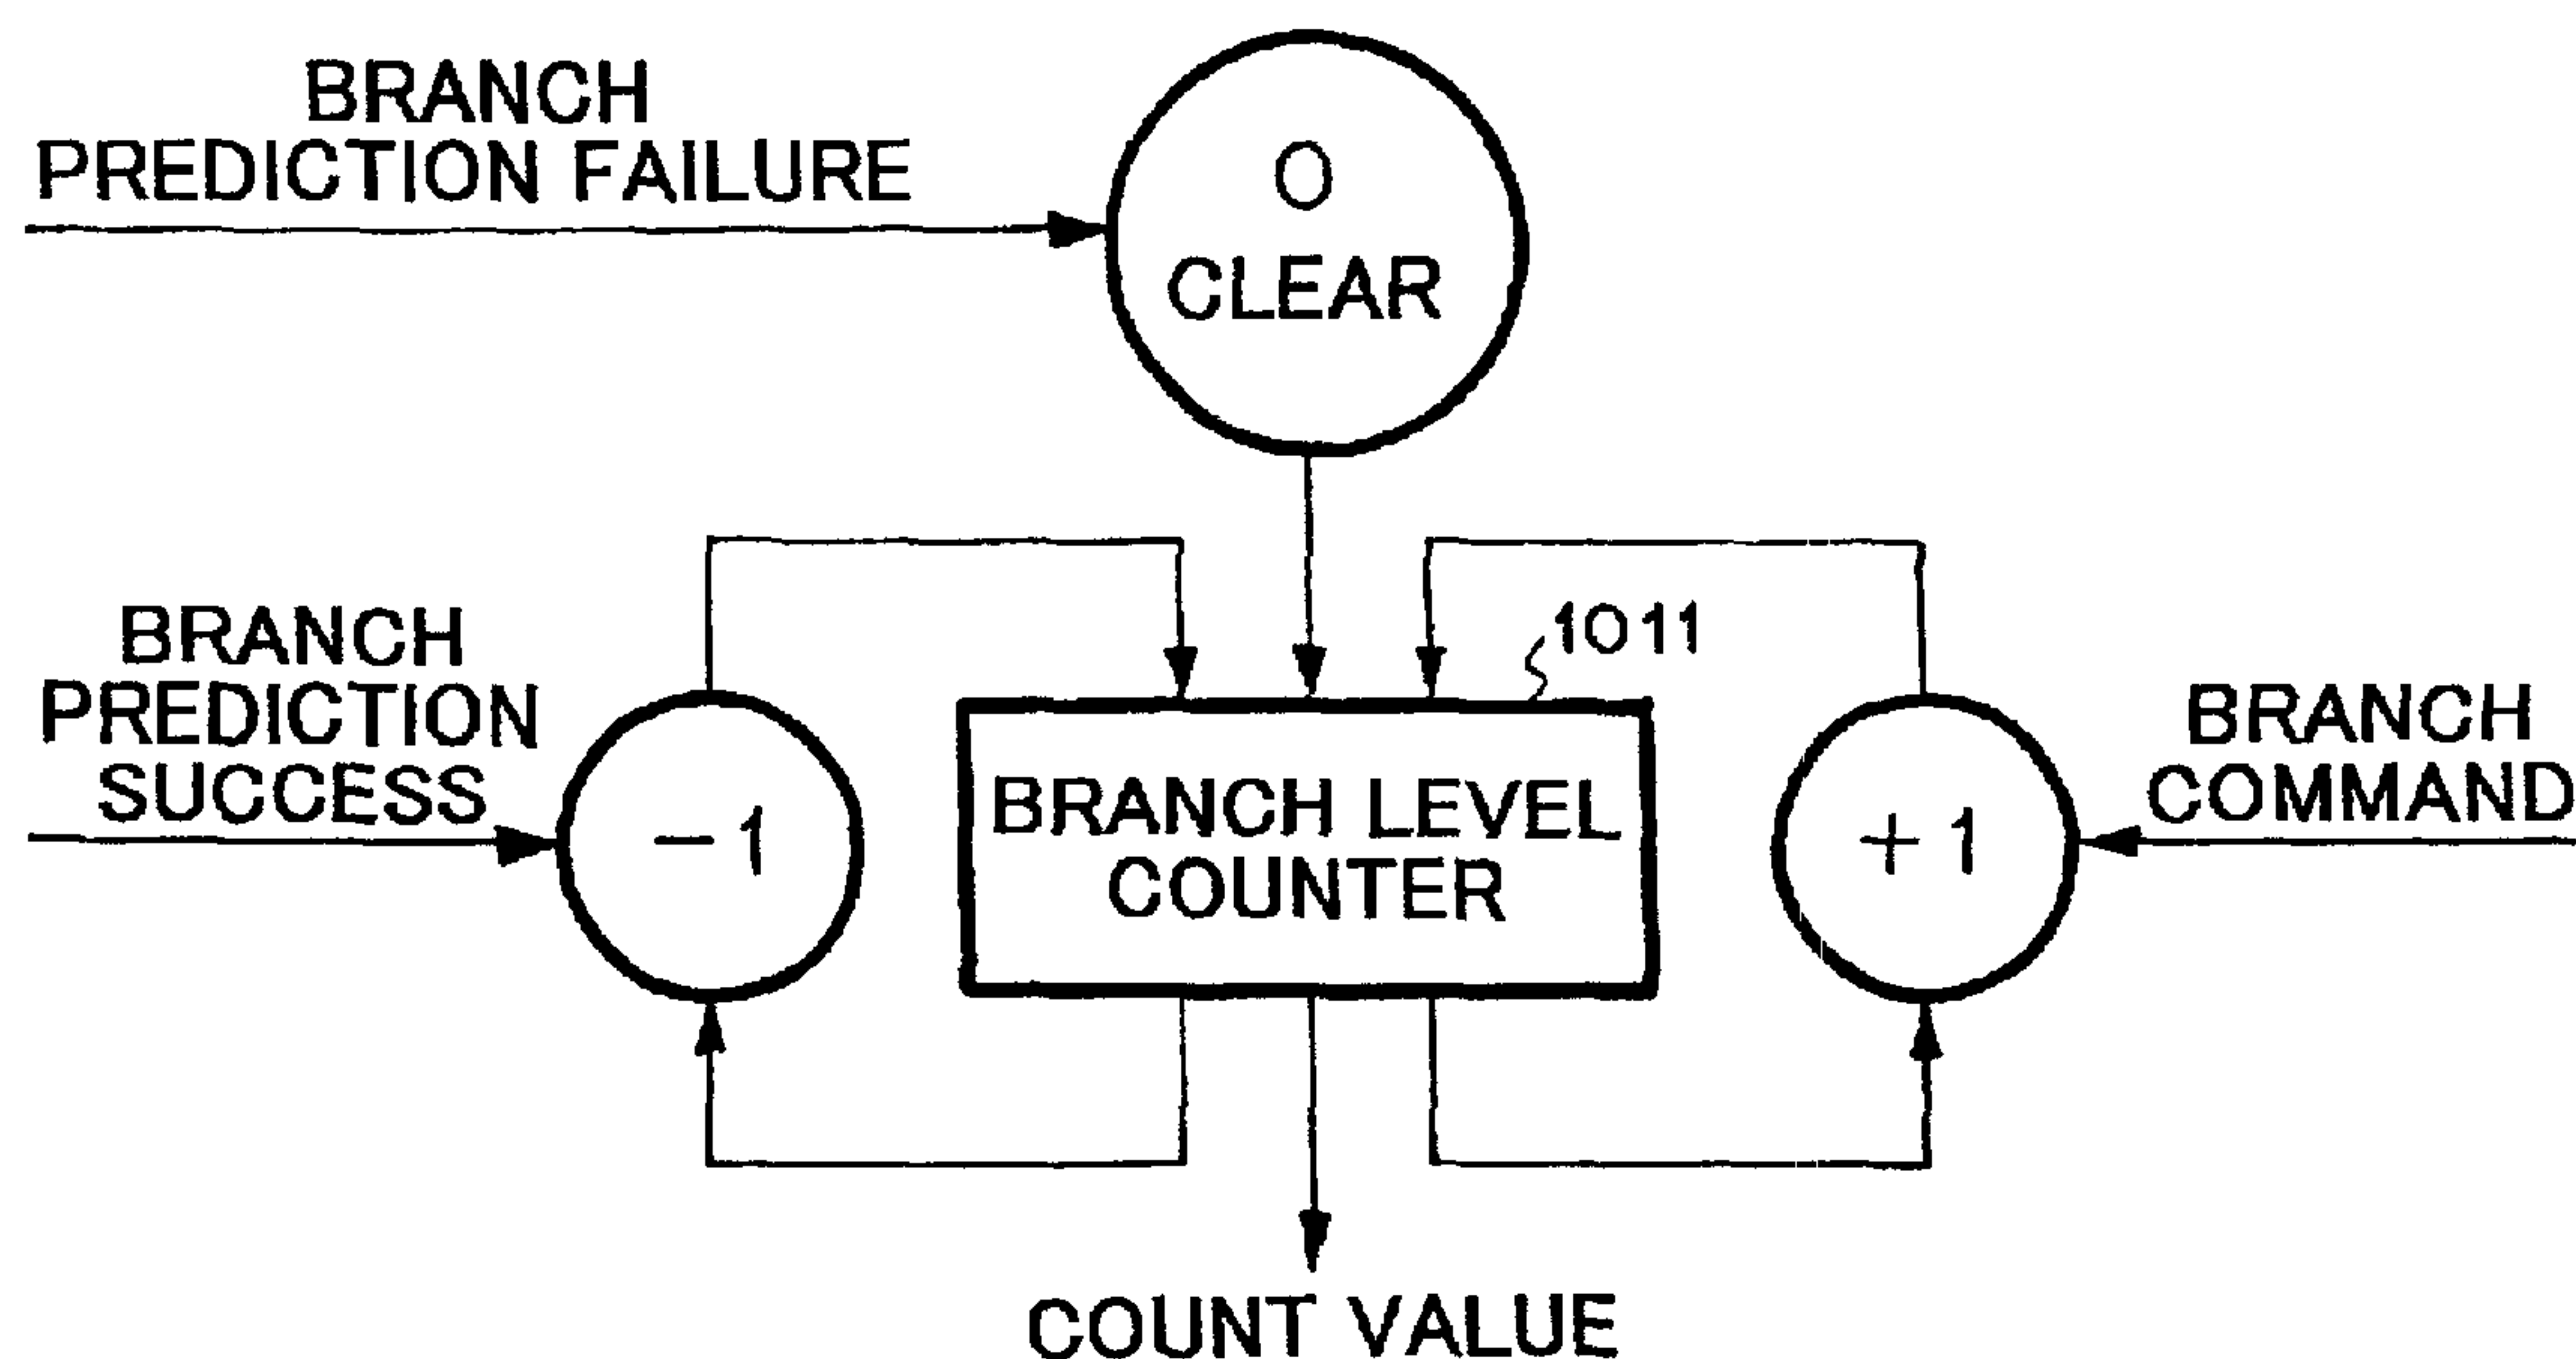 BRANCH
PREDICTION FAILURE
0
CLEAR
1011
BRANCH
PREDICTION
SUCCESS
−1
BRANCH LEVEL
COUNTER
+1
BRANCH
COMMAND
COUNT VALUE